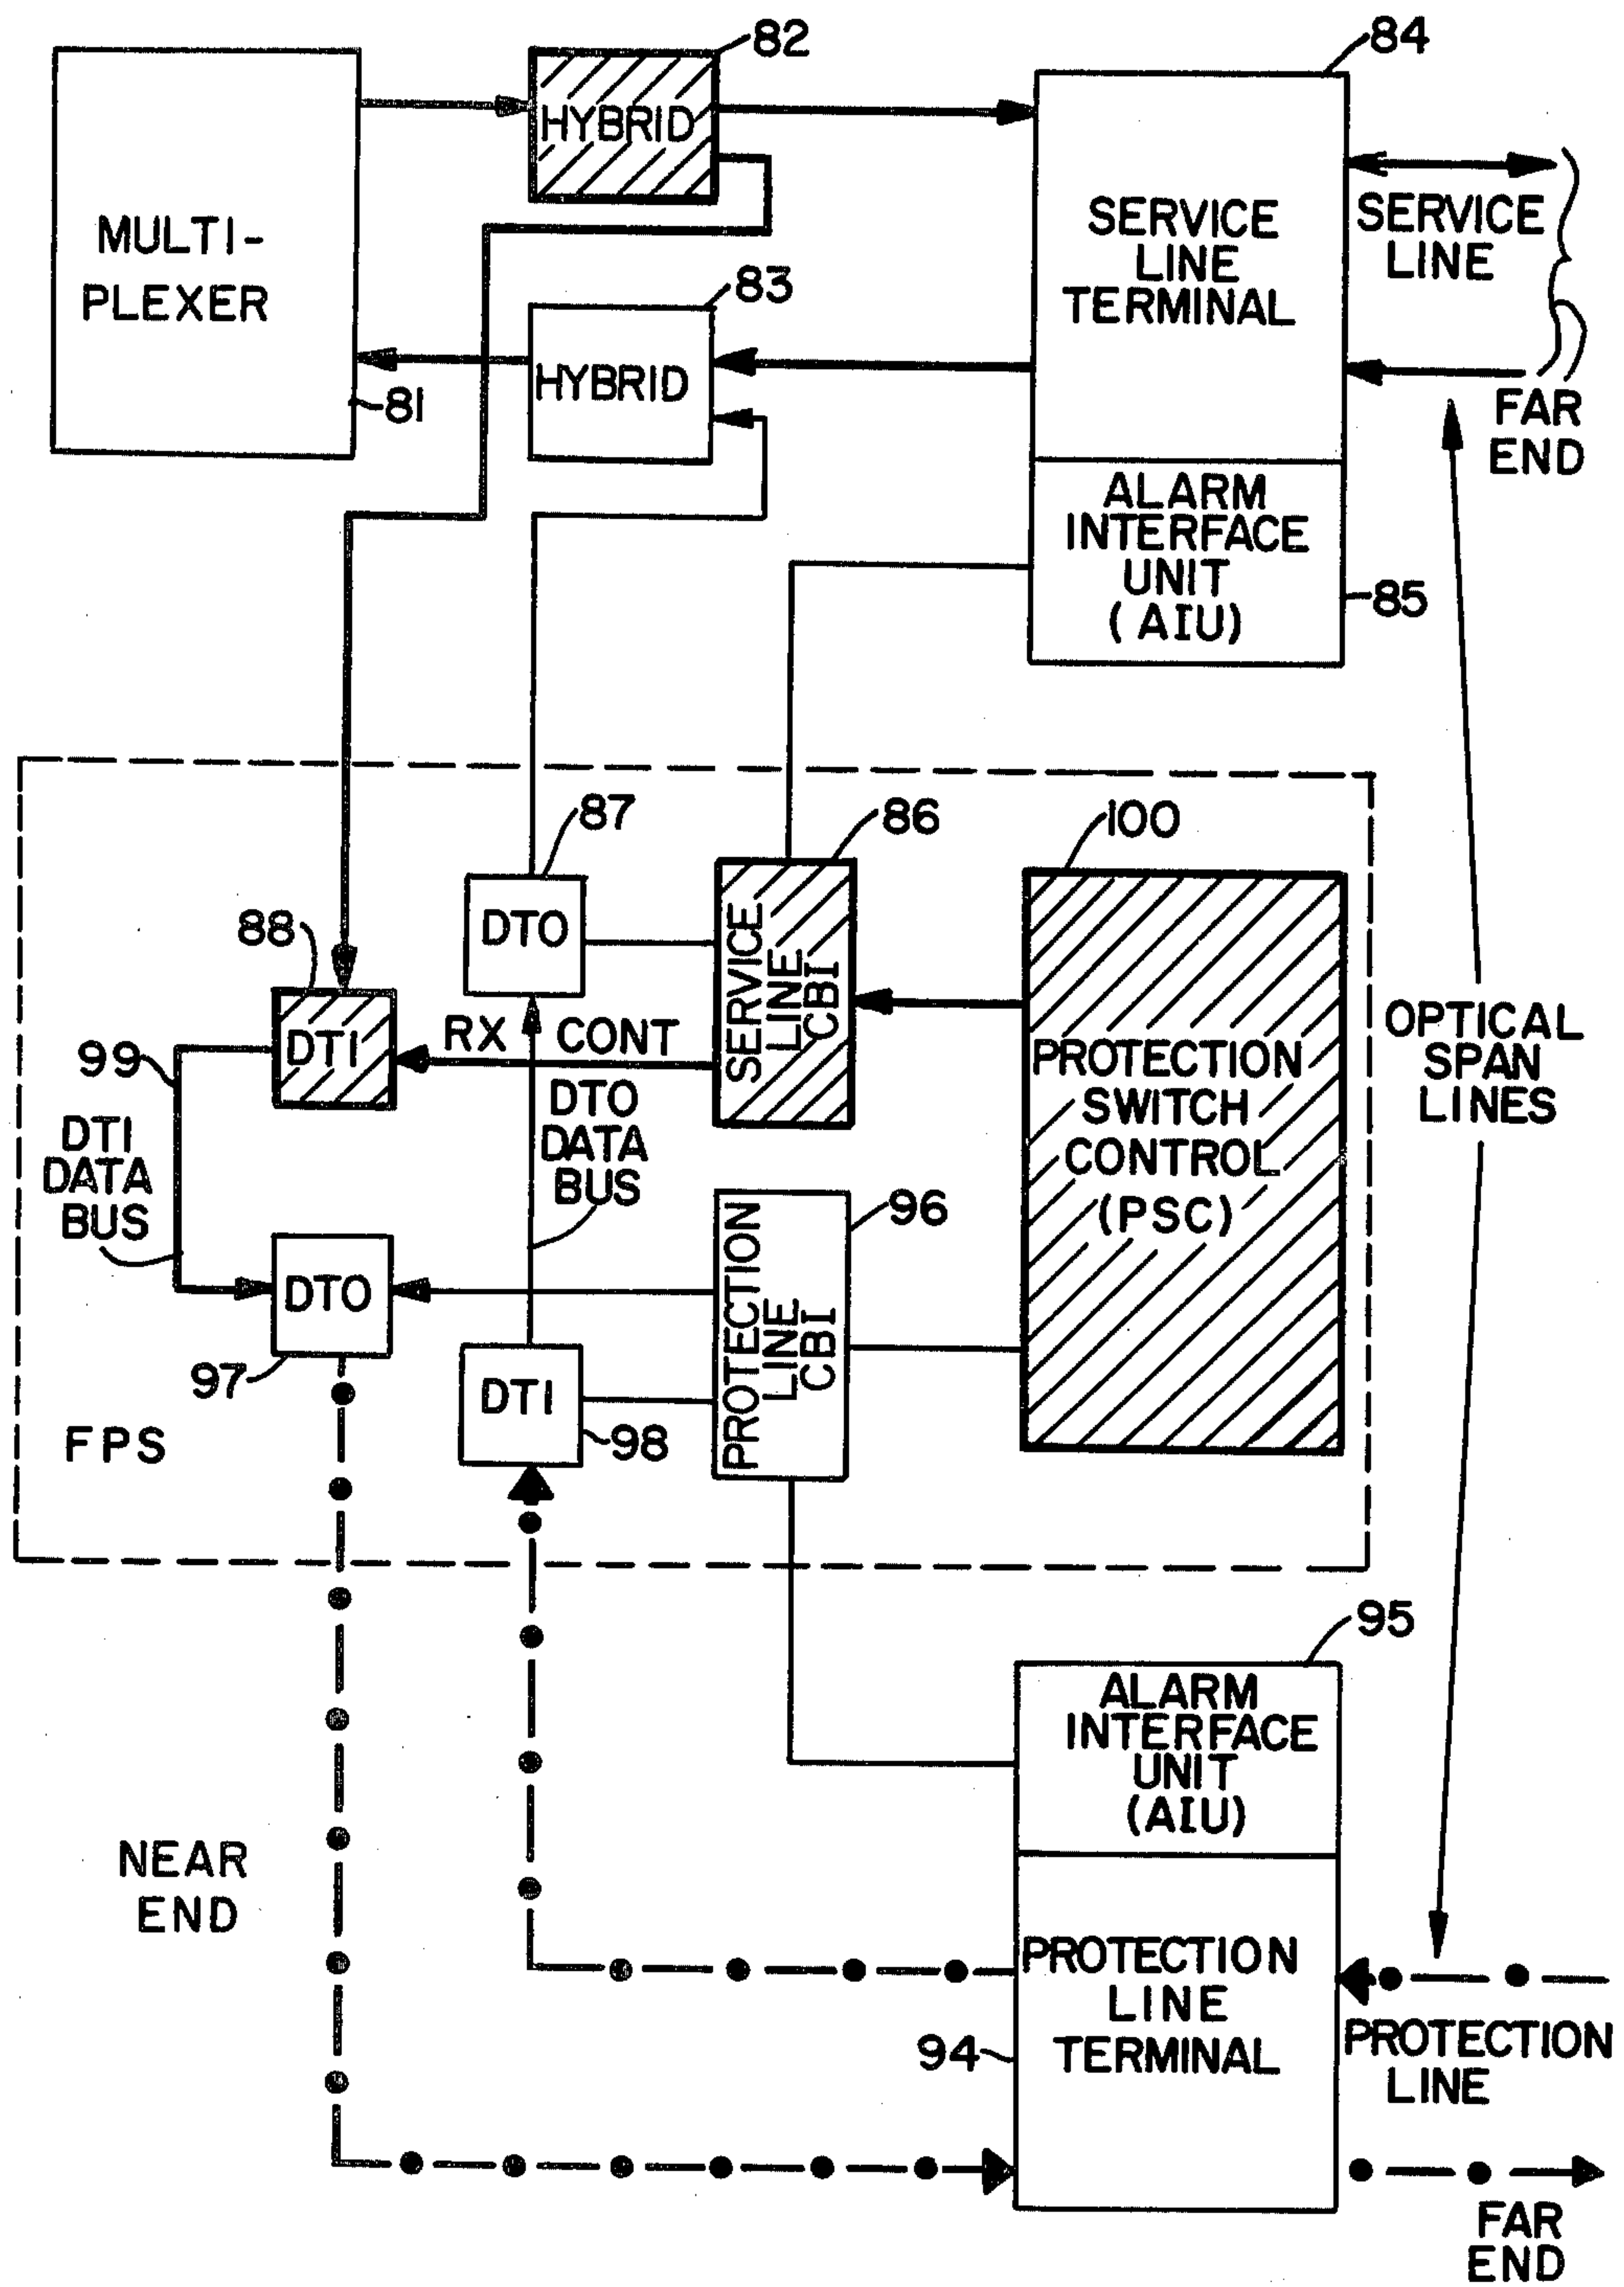 82
84
HYBRID
MULTI-
PLEXER
SERVICE
LINE
TERMINAL
SERVICE
LINE
83
HYBRID
81
FAR
END
ALARM
INTERFACE
UNIT
(AIU)
85
87
86
100
88
DTO
SERVICE
LINE
CBI
99
DTI
RX CONT
DTO
DATA
BUS
DTI
DATA
BUS
PROTECTION
SWITCH
CONTROL
(PSC)
OPTICAL
SPAN
LINES
96
DTO
PROTECTION
LINE
CBI
97
DTI
98
FPS
95
ALARM
INTERFACE
UNIT
(AIU)
NEAR
END
PROTECTION
LINE
TERMINAL
94
PROTECTION
LINE
FAR
END